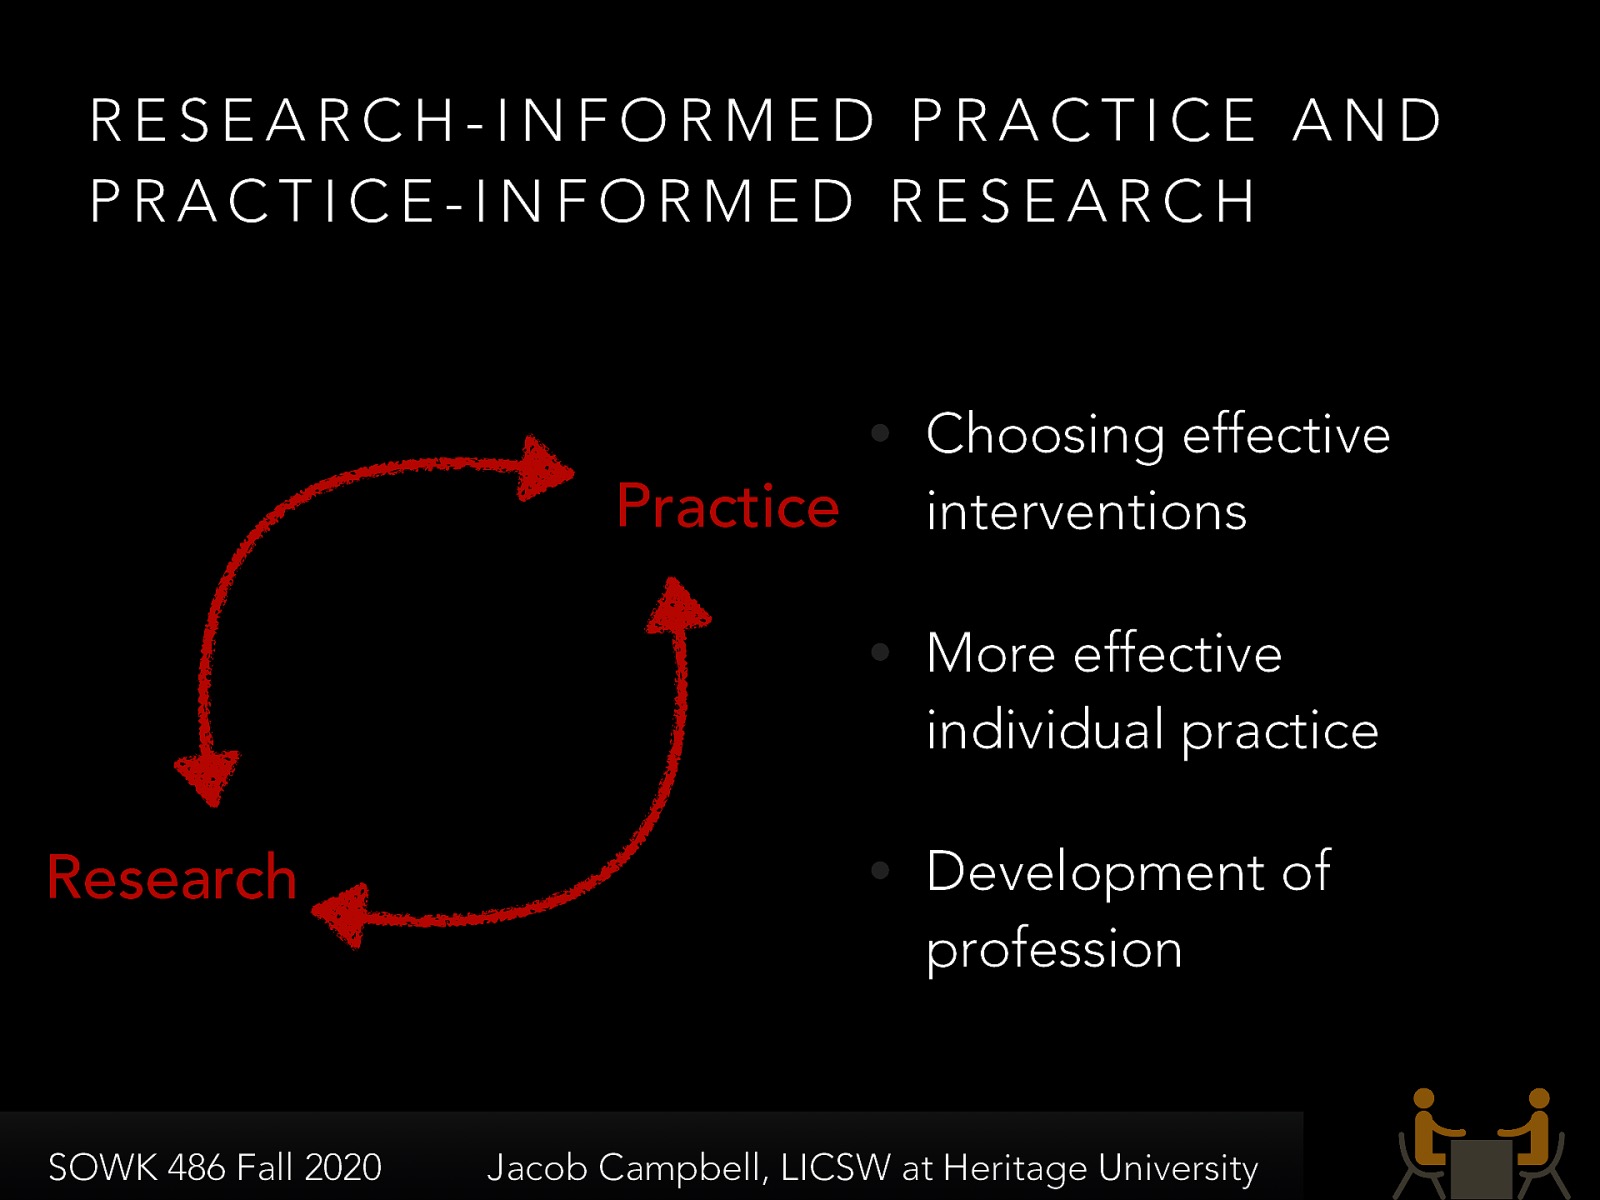 RESEARCH-INFORMED PRACTICE AND
PRACTICE-INFORMED RESEARCH
Practice
Research
• Choosing effective
interventions
• More effective
individual practice
• Development of
profession
SOWK 486 Fall 2020
Jacob Campbell, LICSW at Heritage University